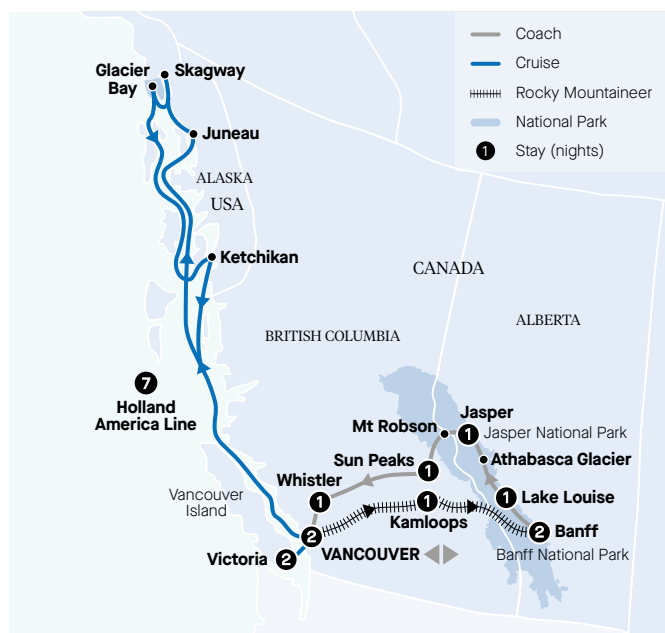 Coach
Cruise
Rocky Mountaineer
National Park
1 Stay (nights)
Glacier
Bay
Skagway
Juneau
ALASKA
USA
Ketchikan
CANADA
ALBERTA
BRITISH COLUMBIA
7
Holland
America Line
Mt Robson
Jasper
1
Jasper National Park
Sun Peaks
1
Athabasca Glacier
Whistler
1
Lake Louise
1
Vancouver
Island
1
Kamloops
2
Banff
Banff National Park
2
VANCOUVER
Victoria
2